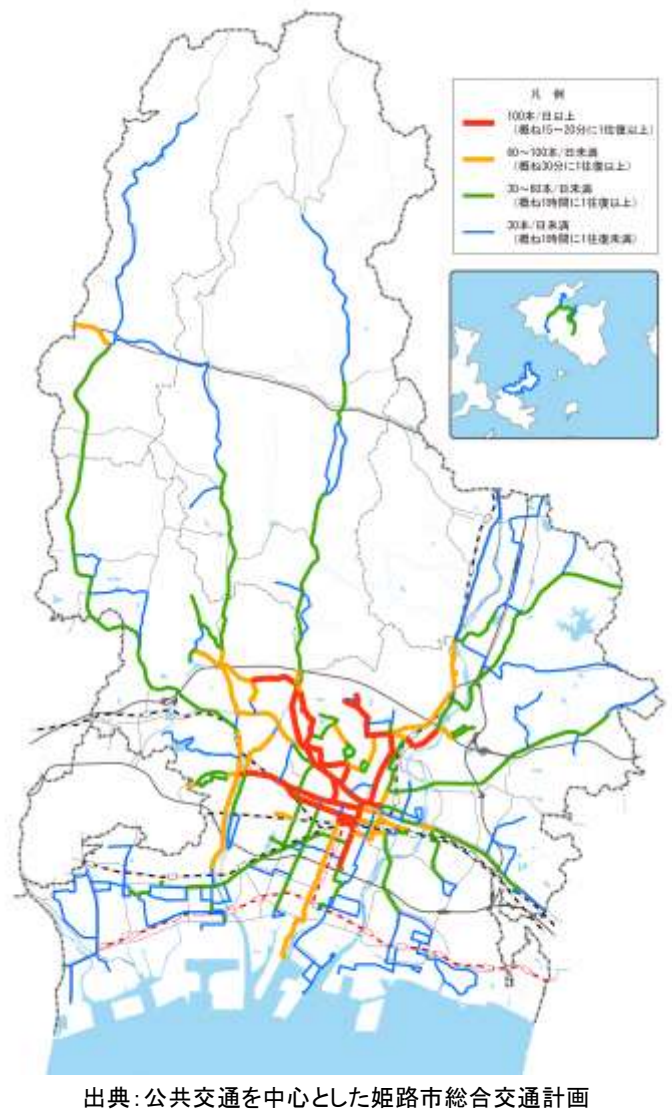 凡 例
100本/日以上
(概ね15~20分に1往復以上)
60~100本/日未満
(概ね30分に1往復以上)
30~60本/日未満
(概ね1時間に1往復以上)
30本/日未満
(概ね1時間に1往復未満)
出典:公共交通を中心とした姫路市総合交通計画